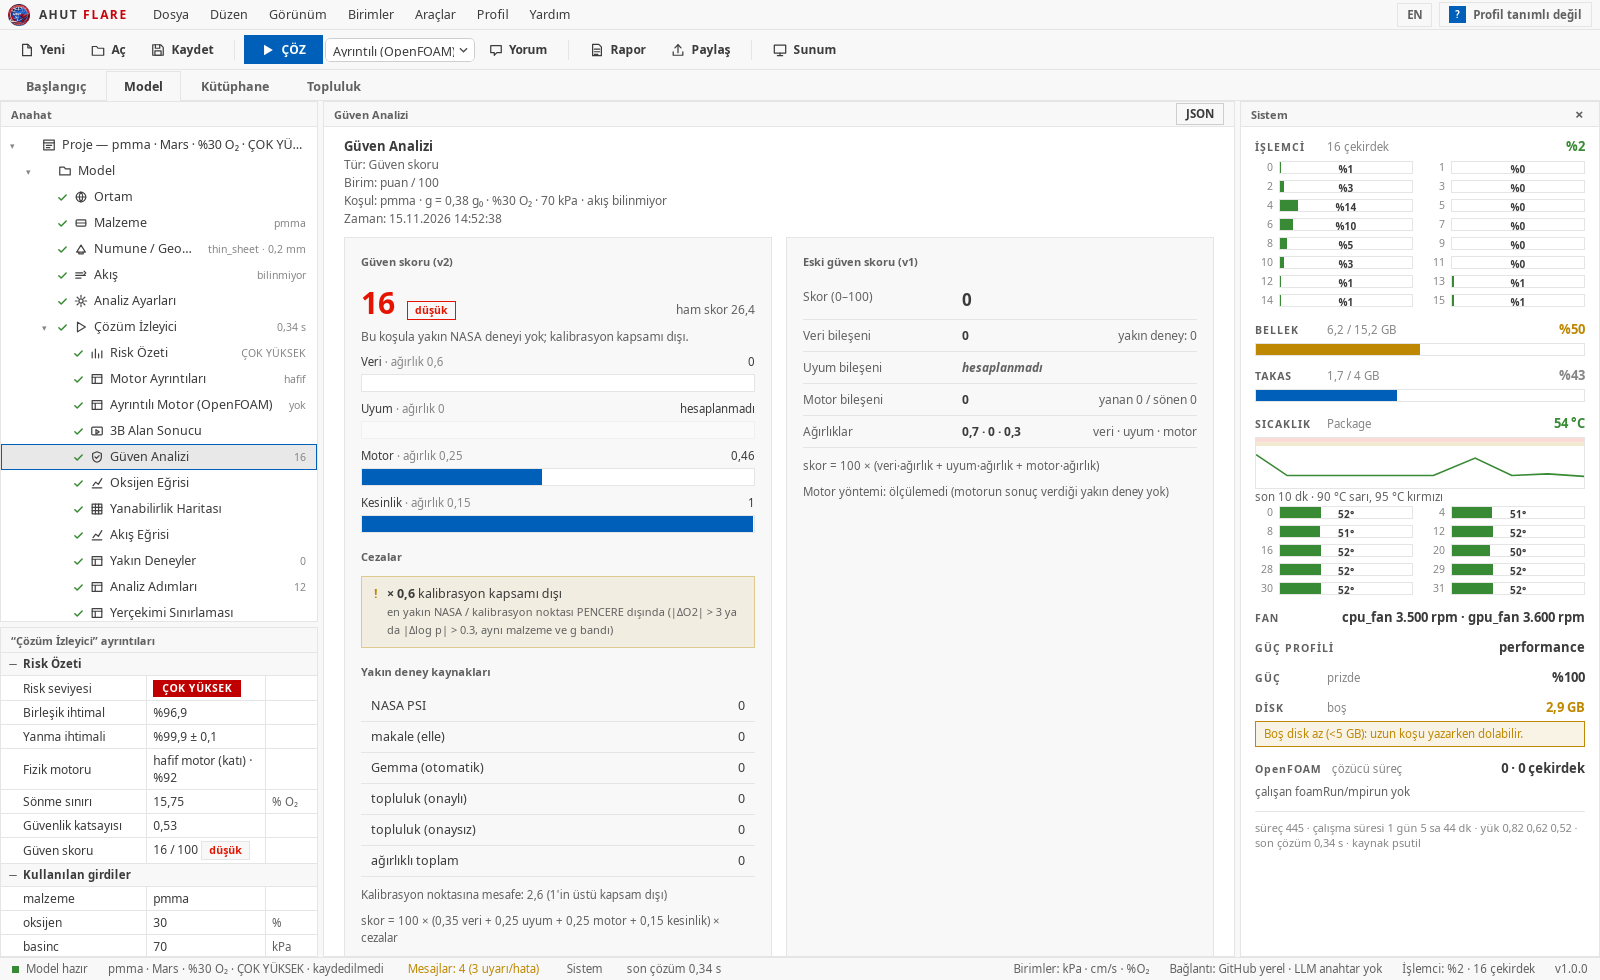 AHUT FLARE
Dosya Düzen Görünüm Birimler Araçlar Profil Yardım
EN ? Profil tanımlı değil
Yeni Aç Kaydet ÇÖZ Ayrıntılı (OpenFOAM) Yorum Rapor Paylaş Sunum
Başlangıç Model Kütüphane Topluluk
Anahat
Proje — pmma · Mars · %30 O₂ · ÇOK YÜ...
Model
Ortam
Malzeme pmma
Numune / Geo... thin_sheet · 0,2 mm
Akış bilinmiyor
Analiz Ayarları
Çözüm İzleyici 0,34 s
Risk Özeti ÇOK YÜKSEK
Motor Ayrıntıları hafif
Ayrıntılı Motor (OpenFOAM) yok
3B Alan Sonucu
Güven Analizi 16
Oksijen Eğrisi
Yanabilirlik Haritası
Akış Eğrisi
Yakın Deneyler 0
Analiz Adımları 12
Yerçekimi Sınırlaması
“Çözüm İzleyici” ayrıntıları
— Risk Özeti
Risk seviyesi ÇOK YÜKSEK
Birleşik ihtimal %96,9
Yanma ihtimali %99,9 ± 0,1
Fizik motoru hafif motor (katı) · %92
Sönme sınırı 15,75 % O₂
Güvenlik katsayısı 0,53
Güven skoru 16 / 100 düşük
— Kullanılan girdiler
malzeme pmma
oksijen 30 %
basinc 70 kPa
Güven Analizi JSON
Güven Analizi
Tür: Güven skoru
Birim: puan / 100
Koşul: pmma · g = 0,38 g₀ · %30 O₂ · 70 kPa · akış bilinmiyor
Zaman: 15.11.2026 14:52:38
Güven skoru (v2)
16 düşük ham skor 26,4
Bu koşula yakın NASA deneyi yok; kalibrasyon kapsamı dışı.
Veri · ağırlık 0,6 0
Uyum · ağırlık 0 hesaplanmadı
Motor · ağırlık 0,25 0,46
Kesinlik · ağırlık 0,15 1
Cezalar
! × 0,6 kalibrasyon kapsamı dışı
en yakın NASA / kalibrasyon noktası PENCERE dışında (|ΔO2| > 3 ya
da |Δlog p| > 0.3, aynı malzeme ve g bandı)
Yakın deney kaynakları
NASA PSI 0
makale (elle) 0
Gemma (otomatik) 0
topluluk (onaylı) 0
topluluk (onaysız) 0
ağırlıklı toplam 0
Kalibrasyon noktasına mesafe: 2,6 (1'in üstü kapsam dışı)
skor = 100 × (0,35 veri + 0,25 uyum + 0,25 motor + 0,15 kesinlik) ×
cezalar
Eski güven skoru (v1)
Skor (0–100) 0
Veri bileşeni 0 yakın deney: 0
Uyum bileşeni hesaplanmadı
Motor bileşeni 0 yanan 0 / sönen 0
Ağırlıklar 0,7 · 0 · 0,3 veri · uyum · motor
skor = 100 × (veri·ağırlık + uyum·ağırlık + motor·ağırlık)
Motor yöntemi: ölçülemedi (motorun sonuç verdiği yakın deney yok)
Sistem ×
İŞLEMCİ 16 çekirdek %2
0 %1 1 %0
2 %3 3 %0
4 %14 5 %0
6 %10 7 %0
8 %5 9 %0
10 %3 11 %0
12 %1 13 %1
14 %1 15 %1
BELLEK 6,2 / 15,2 GB %50
TAKAS 1,7 / 4 GB %43
SICAKLIK Package 54 °C
son 10 dk · 90 °C sarı, 95 °C kırmızı
0 52° 4 51°
8 51° 12 52°
16 52° 20 50°
28 52° 29 52°
30 52° 31 52°
FAN cpu_fan 3.500 rpm · gpu_fan 3.600 rpm
GÜÇ PROFİLİ performance
GÜÇ prizde %100
DİSK boş 2,9 GB
Boş disk az (<5 GB): uzun koşu yazarken dolabilir.
OpenFOAM çözücü süreç 0 · 0 çekirdek
çalışan foamRun/mpirun yok
süreç 445 · çalışma süresi 1 gün 5 sa 44 dk · yük 0,82 0,62 0,52 ·
son çözüm 0,34 s · kaynak psutil
Model hazır pmma · Mars · %30 O₂ · ÇOK YÜKSEK · kaydedilmedi Mesajlar: 4 (3 uyarı/hata) Sistem son çözüm 0,34 s Birimler: kPa · cm/s · %O₂ Bağlantı: GitHub yerel · LLM anahtar yok İşlemci: %2 · 16 çekirdek v1.0.0